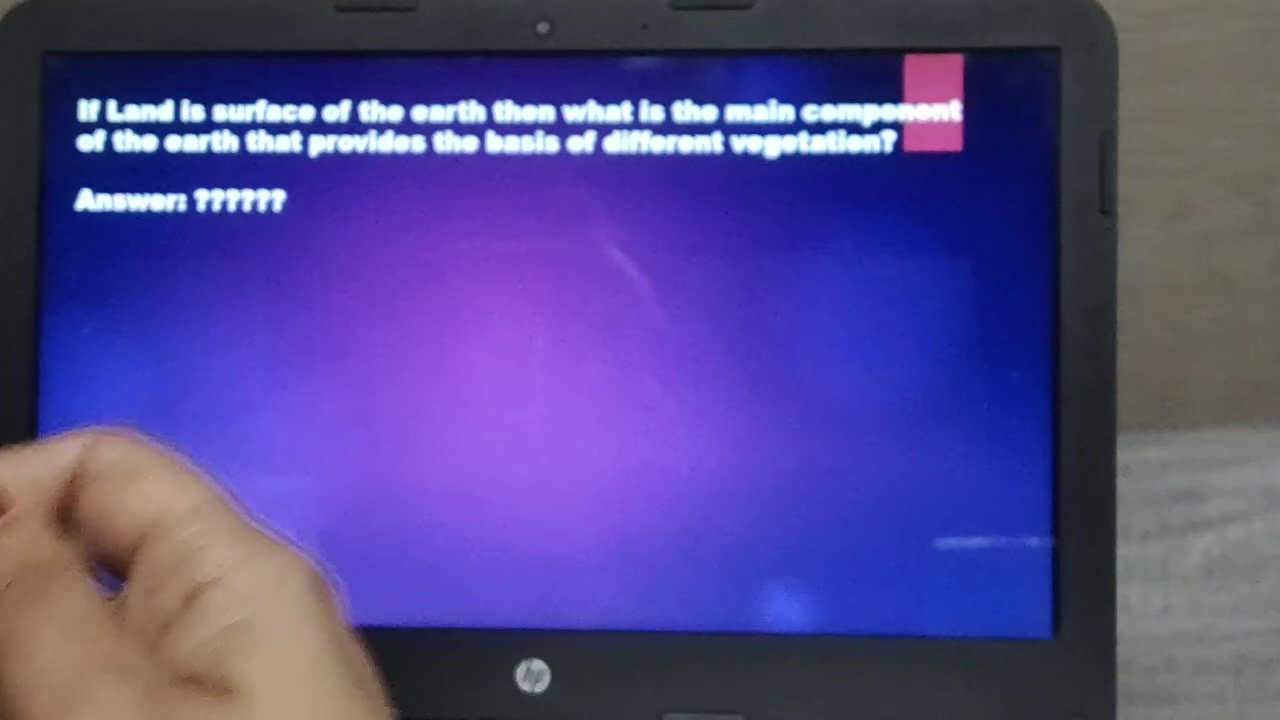 If Land is surface of the earth then what is the main component
of the earth that provides the basis of different vegetation?
Answer: ??????
hp